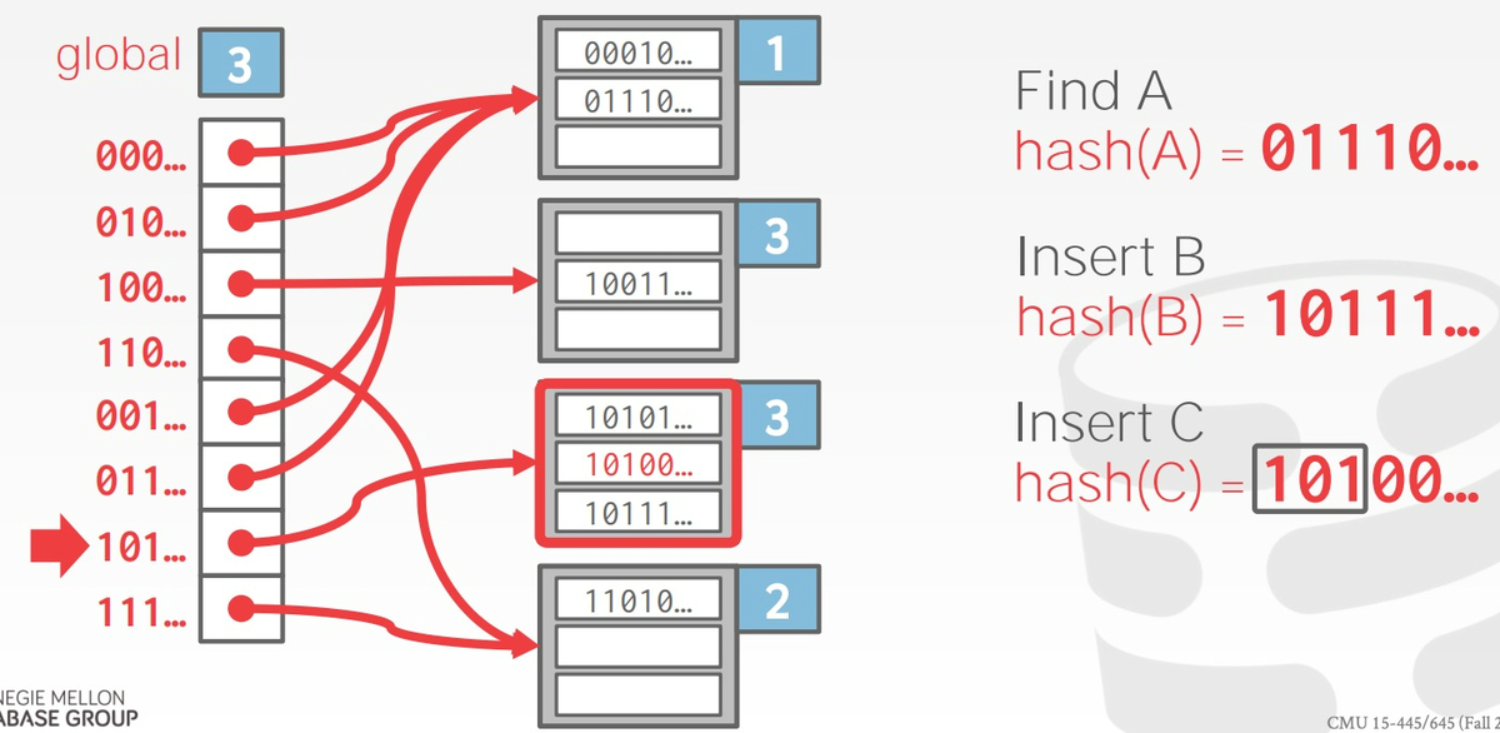 global 3
000…
010…
100…
110…
001…
011…
101…
111…
00010… 1
01110…
3
10011…
10101… 3
10100…
10111…
11010… 2
Find A
hash(A) = 01110…
Insert B
hash(B) = 10111…
Insert C
hash(C) = 10100…
NEGIE MELLON
ABASE GROUP
CMU 15-445/645 (Fall 2